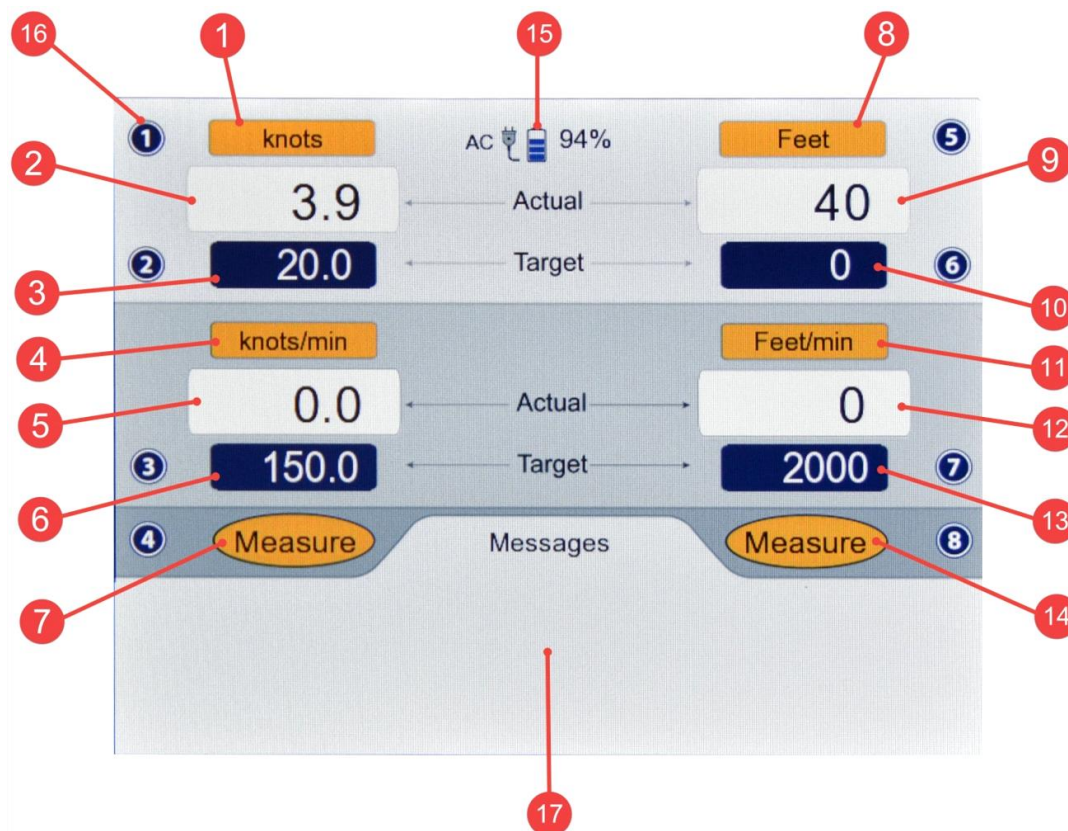 16 1 15 8
1 knots AC 94% Feet 5
2 3.9 Actual 40 9
2 20.0 Target 0 6
3 10
4 knots/min Feet/min 11
5 0.0 Actual 0 12
3 150.0 Target 2000 7
6 13
4 Measure Messages Measure 8
7 14
17